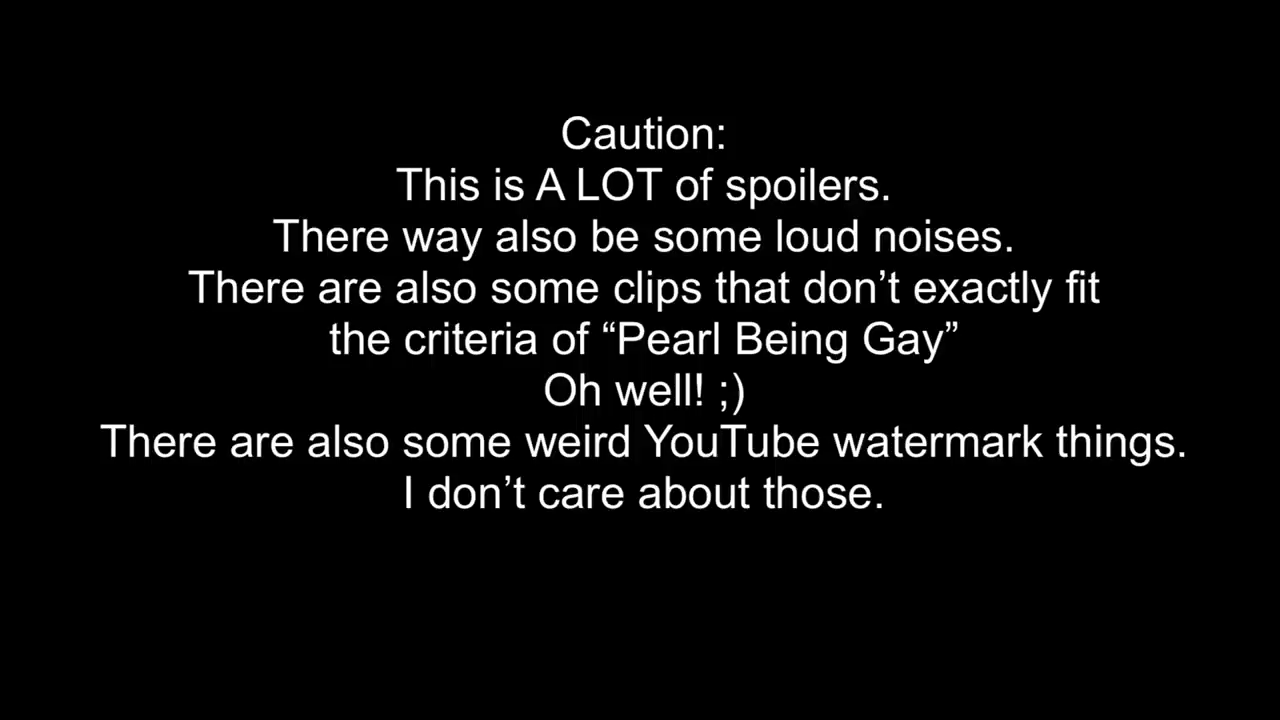 Caution:
This is A LOT of spoilers.
There way also be some loud noises.
There are also some clips that don’t exactly fit
the criteria of “Pearl Being Gay”
Oh well! ;)
There are also some weird YouTube watermark things.
I don’t care about those.